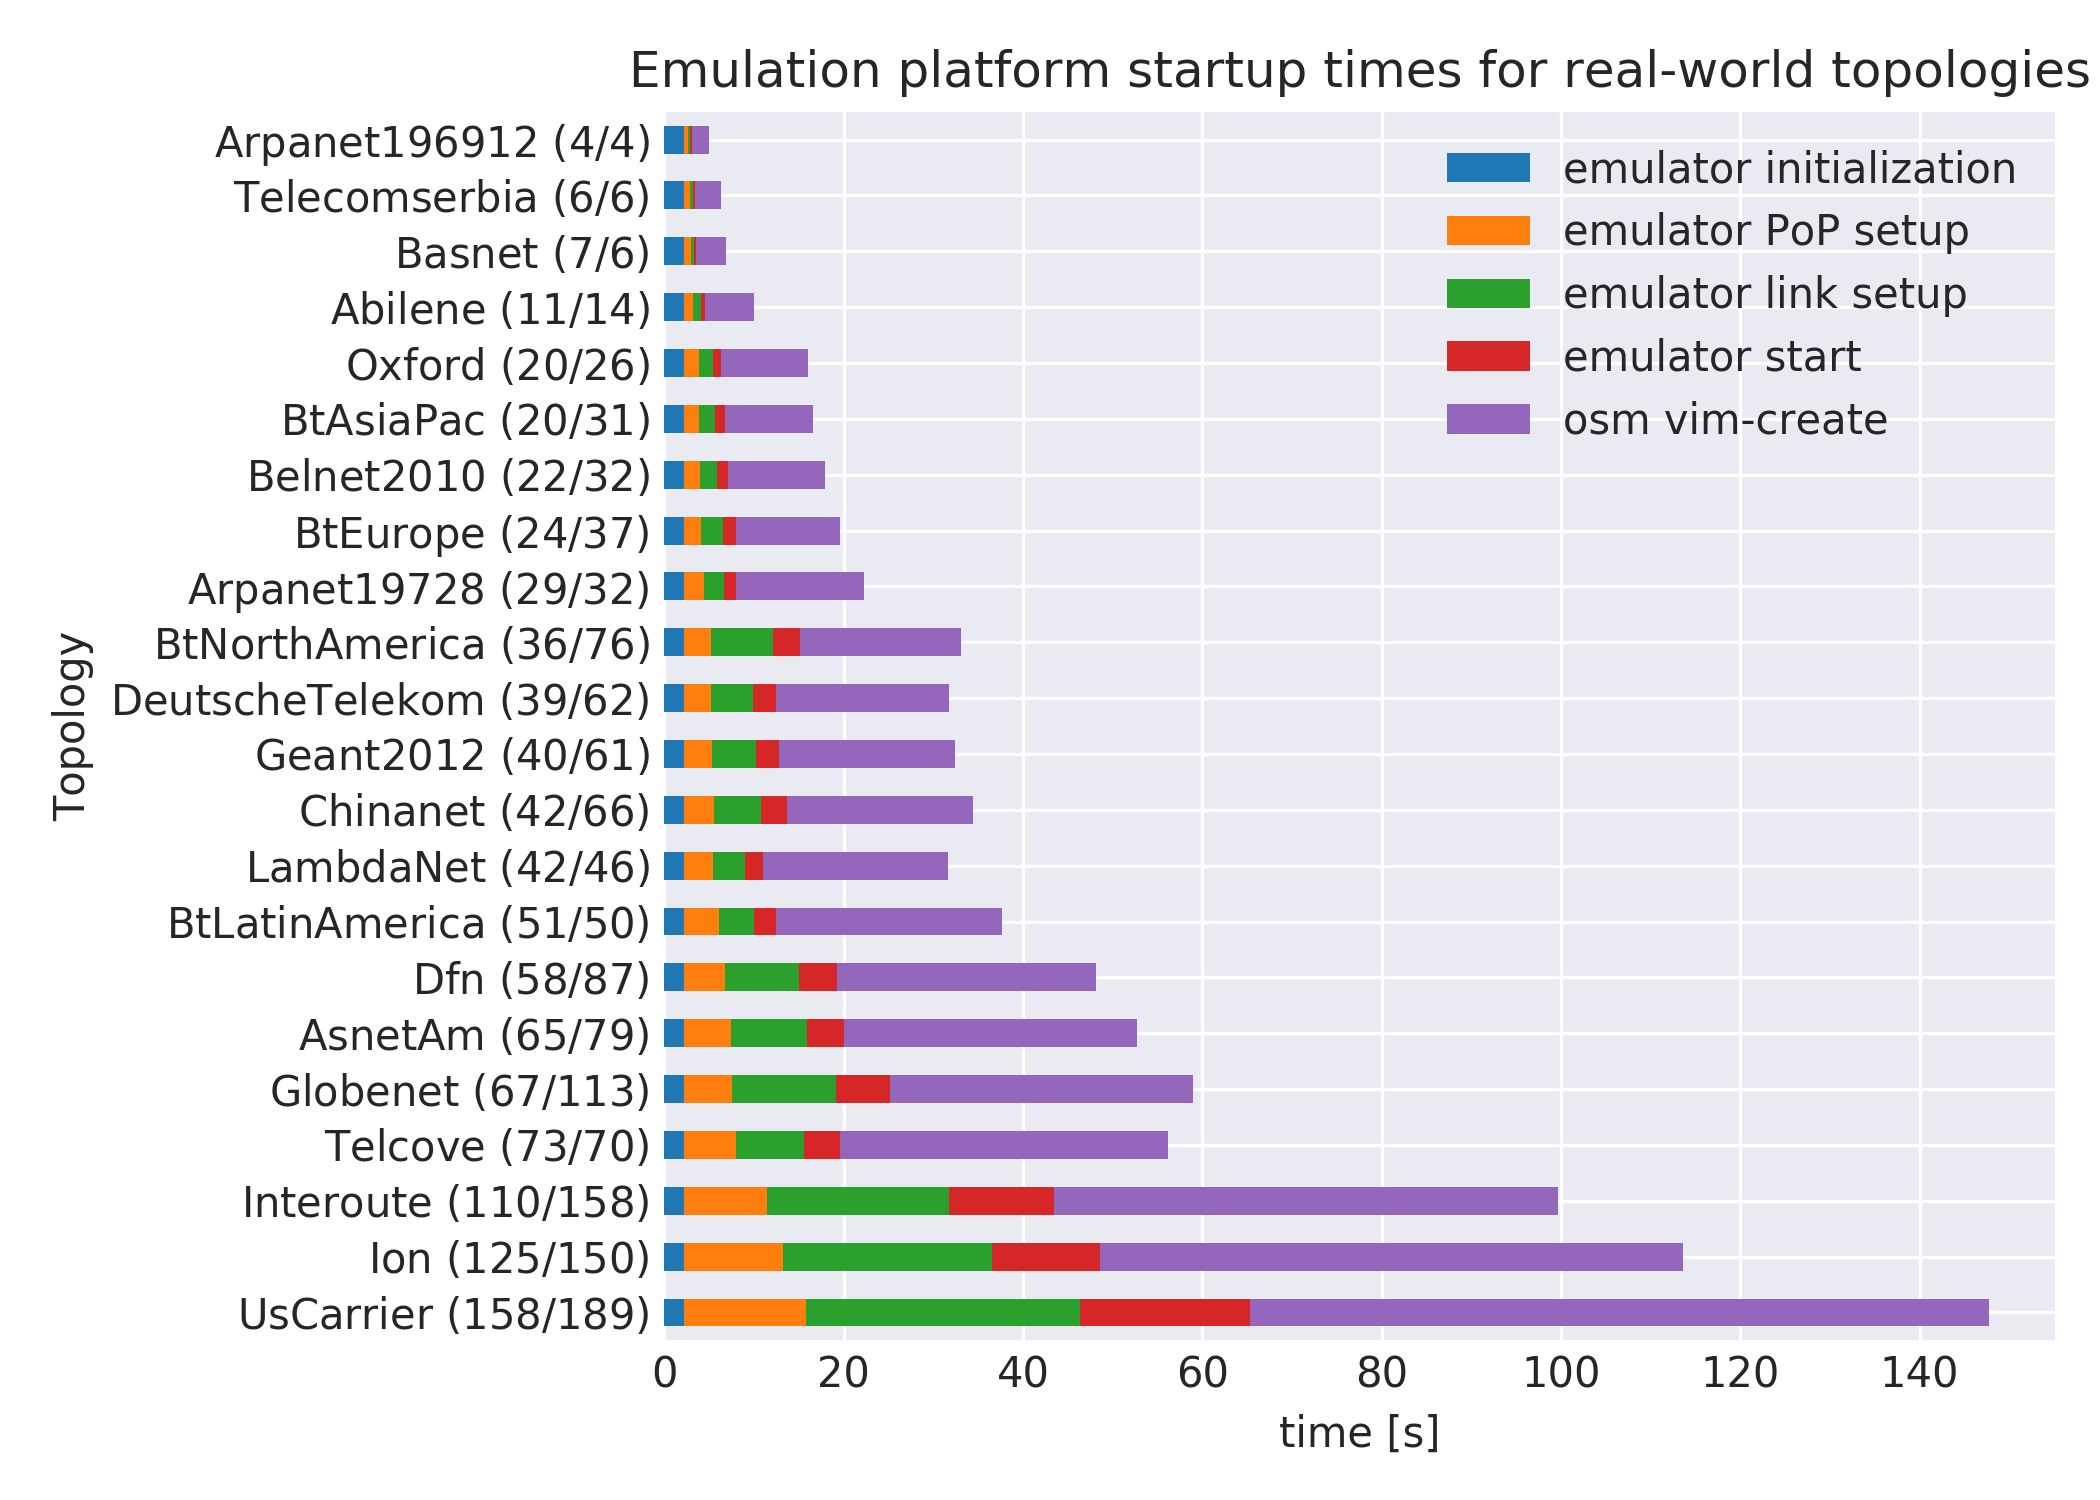 Emulation platform startup times for real-world topologies
Arpanet196912 (4/4)
Telecomserbia (6/6)
Basnet (7/6)
Abilene (11/14)
Oxford (20/26)
BtAsiaPac (20/31)
Belnet2010 (22/32)
BtEurope (24/37)
Arpanet19728 (29/32)
BtNorthAmerica (36/76)
DeutscheTelekom (39/62)
Geant2012 (40/61)
Chinanet (42/66)
LambdaNet (42/46)
BtLatinAmerica (51/50)
Dfn (58/87)
AsnetAm (65/79)
Globenet (67/113)
Telcove (73/70)
Interoute (110/158)
Ion (125/150)
UsCarrier (158/189)
Topology
emulator initialization
emulator PoP setup
emulator link setup
emulator start
osm vim-create
0 20 40 60 80 100 120 140
time [s]